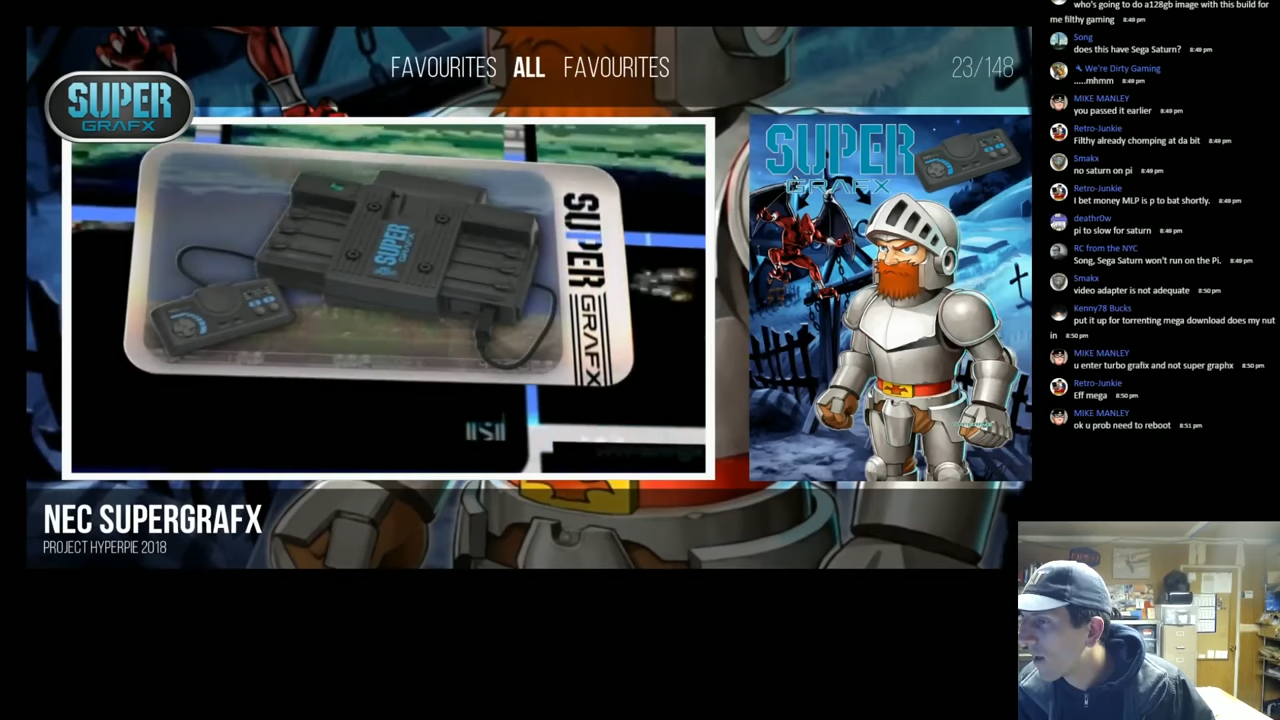 FAVOURITES ALL FAVOURITES
23/148
SUPER
GRAFX
SUPER
GRAFX
SUPER GRAFX
SUPER
GRAFX
NEC SUPERGRAFX
PROJECT HYPERPIE 2018
who's going to do a128gb image with this build for
me filthy gaming 8:49 pm
Song
does this have Sega Saturn? 8:49 pm
We're Dirty Gaming
.....mhmm 8:49 pm
MIKE MANLEY
you passed it earlier 8:49 pm
Retro-Junkie
Filthy already chomping at da bit 8:49 pm
Smakx
no saturn on pi 8:49 pm
Retro-Junkie
I bet money MLP is p to bat shortly. 8:49 pm
deathr0w
pi to slow for saturn 8:49 pm
RC from the NYC
Song, Sega Saturn won't run on the Pi. 8:49 pm
Smakx
video adapter is not adequate 8:50 pm
Kenny78 Bucks
put it up for torrenting mega download does my nut
in 8:50 pm
MIKE MANLEY
u enter turbo grafix and not super graphx 8:50 pm
Retro-Junkie
Eff mega 8:50 pm
MIKE MANLEY
ok u prob need to reboot 8:51 pm